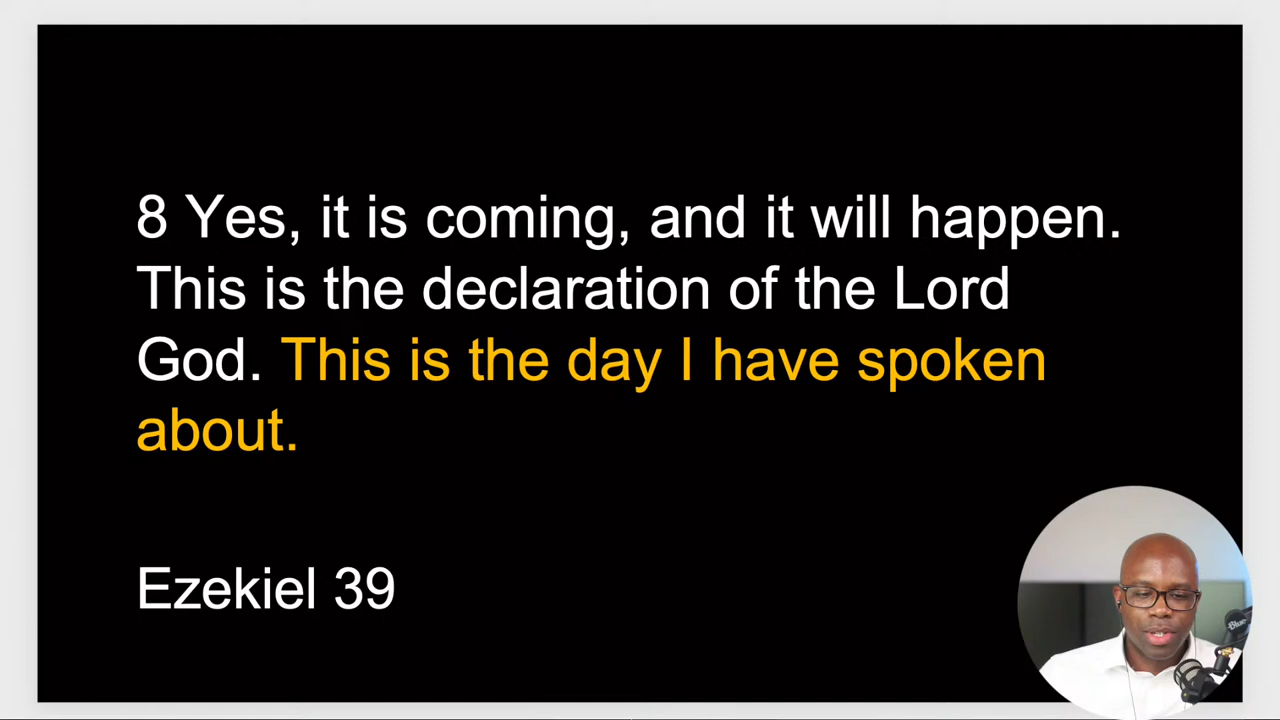 8 Yes, it is coming, and it will happen.
This is the declaration of the Lord
God. This is the day I have spoken
about.
Ezekiel 39